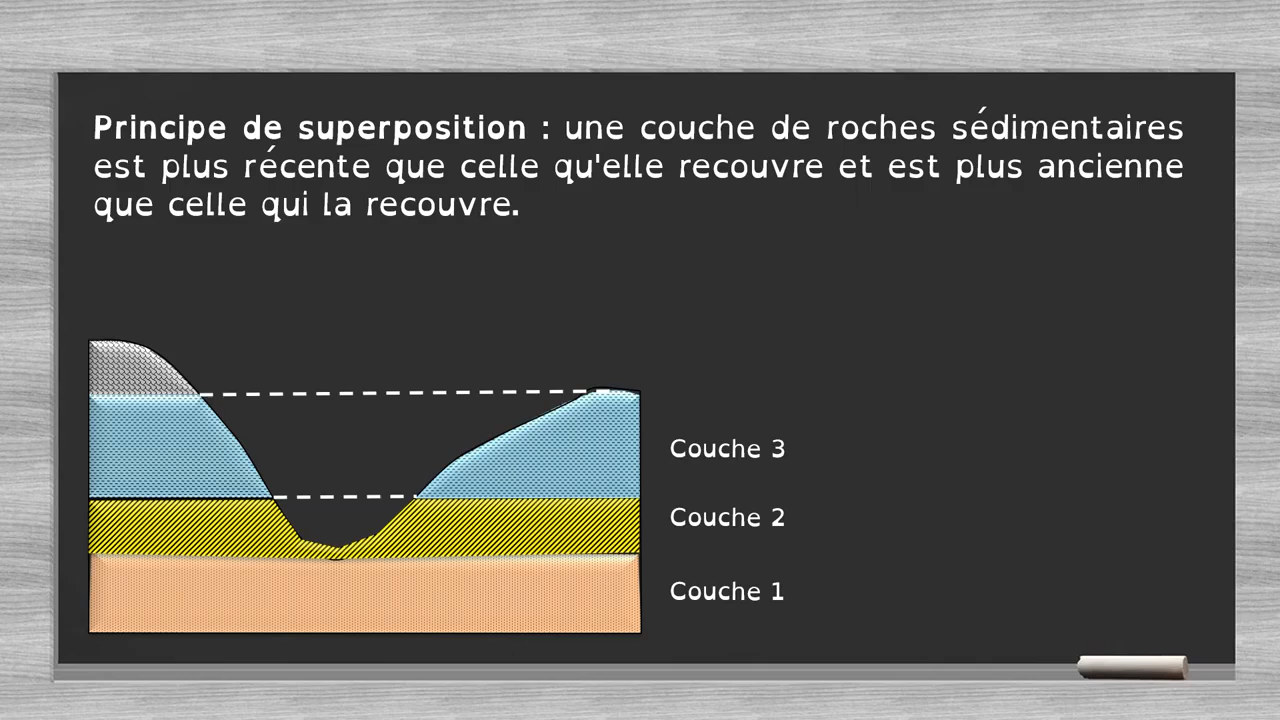 Principe de superposition : une couche de roches sédimentaires
est plus récente que celle qu'elle recouvre et est plus ancienne
que celle qui la recouvre.
Couche 3
Couche 2
Couche 1